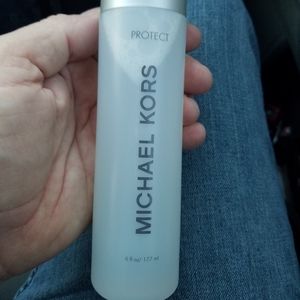 PROTECT
MICHAEL KORS
6 fl oz/ 177 ml